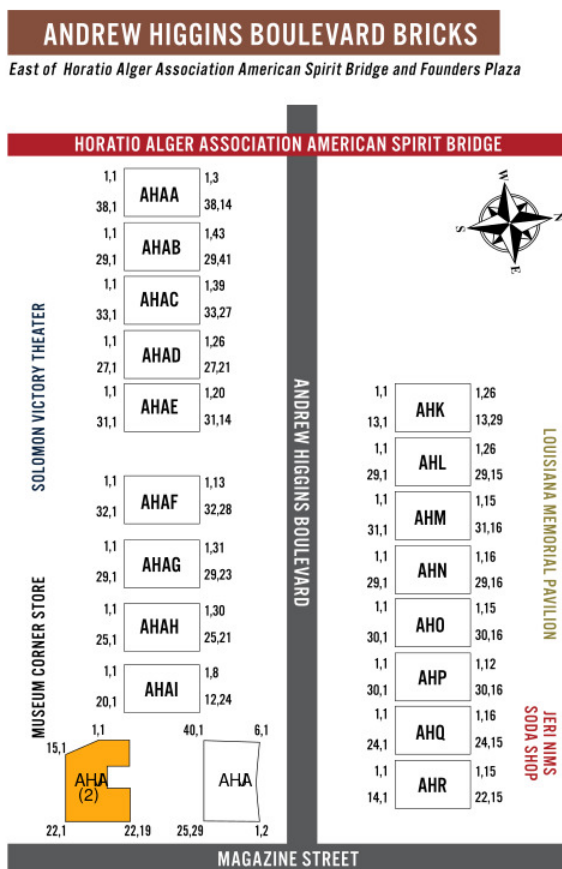 ANDREW HIGGINS BOULEVARD BRICKS
East of Horatio Alger Association American Spirit Bridge and Founders Plaza
HORATIO ALGER ASSOCIATION AMERICAN SPIRIT BRIDGE
W
N
S
E
1,1 AHAA 1,3
38,1 38,14
1,1 AHAB 1,43
29,1 29,41
1,1 AHAC 1,39
33,1 33,27
1,1 AHAD 1,26
27,1 27,21
1,1 AHAE 1,20
31,1 31,14
1,1 AHAF 1,13
32,1 32,28
1,1 AHAG 1,31
29,1 29,23
1,1 AHAH 1,30
25,1 25,21
1,1 AHAI 1,8
20,1 12,24
SOLOMON VICTORY THEATER
MUSEUM CORNER STORE
1,1
15,1
AHJA
(2)
22,1 22,19
40,1 6,1
AHJA
25,29 1,2
ANDREW HIGGINS BOULEVARD
1,1 AHK 1,26
13,1 13,29
1,1 AHL 1,26
29,1 29,15
1,1 AHM 1,15
31,1 31,16
1,1 AHN 1,16
29,1 29,16
1,1 AHO 1,15
30,1 30,16
1,1 AHP 1,12
30,1 30,16
1,1 AHQ 1,16
24,1 24,15
1,1 AHR 1,15
14,1 22,15
LOUISIANA MEMORIAL PAVILION
JERI NIMS
SODA SHOP
MAGAZINE STREET